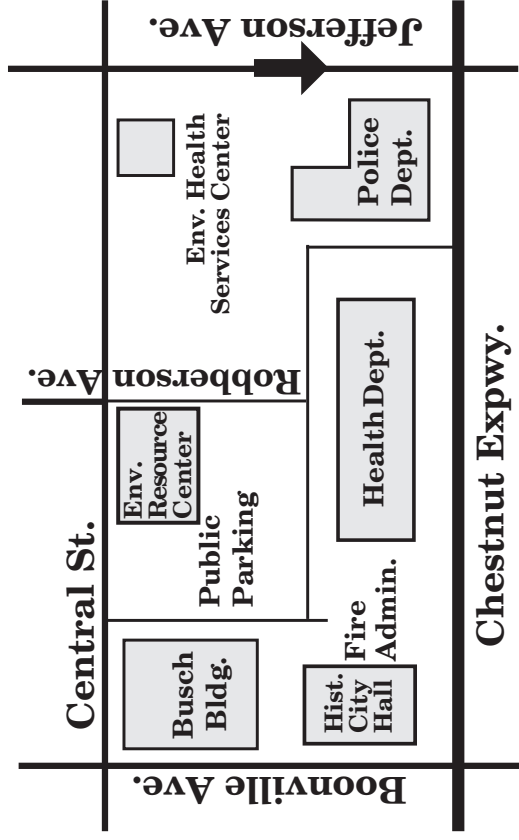 Jefferson Ave.
Env. Health
Services Center
Police
Dept.
Robberson Ave.
Env.
Resource
Center
Public
Parking
Health Dept.
Central St.
Chestnut Expwy.
Busch
Bldg.
Fire
Admin.
Hist.
City
Hall
Boonville Ave.